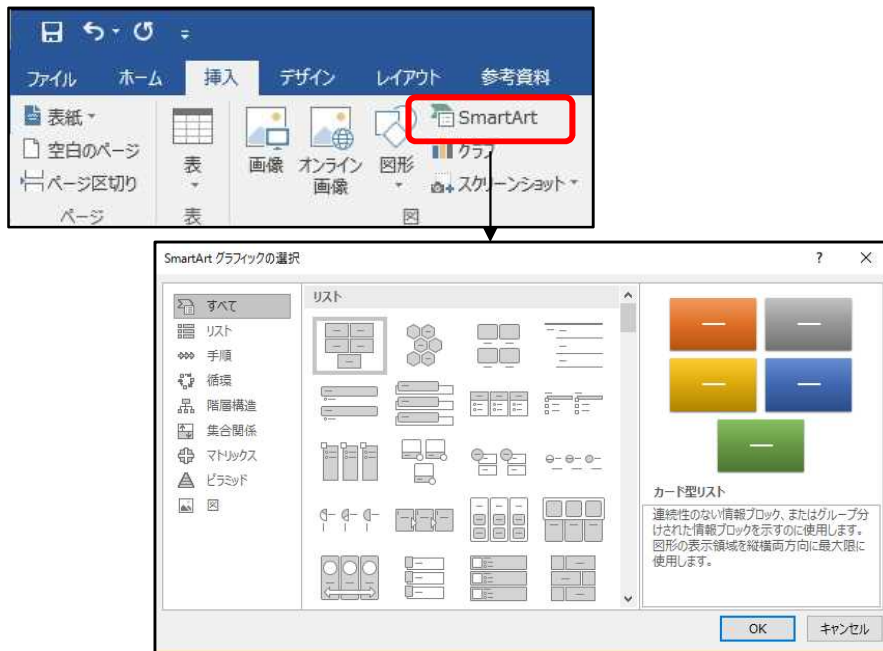 ファイル ホーム 挿入 デザイン レイアウト 参考資料
表紙
空白のページ
ページ区切り
ページ
表
表
画像
オンライン
画像
図形
SmartArt
グラフ
スクリーンショット
図
SmartArt グラフィックの選択
? ×
すべて
リスト
手順
循環
階層構造
集合関係
マトリックス
ピラミッド
図
リスト
カード型リスト
連続性のない情報ブロック、またはグループ分
けされた情報ブロックを示すのに使用します。
図形の表示領域を縦横両方向に最大限に
使用します。
OK キャンセル